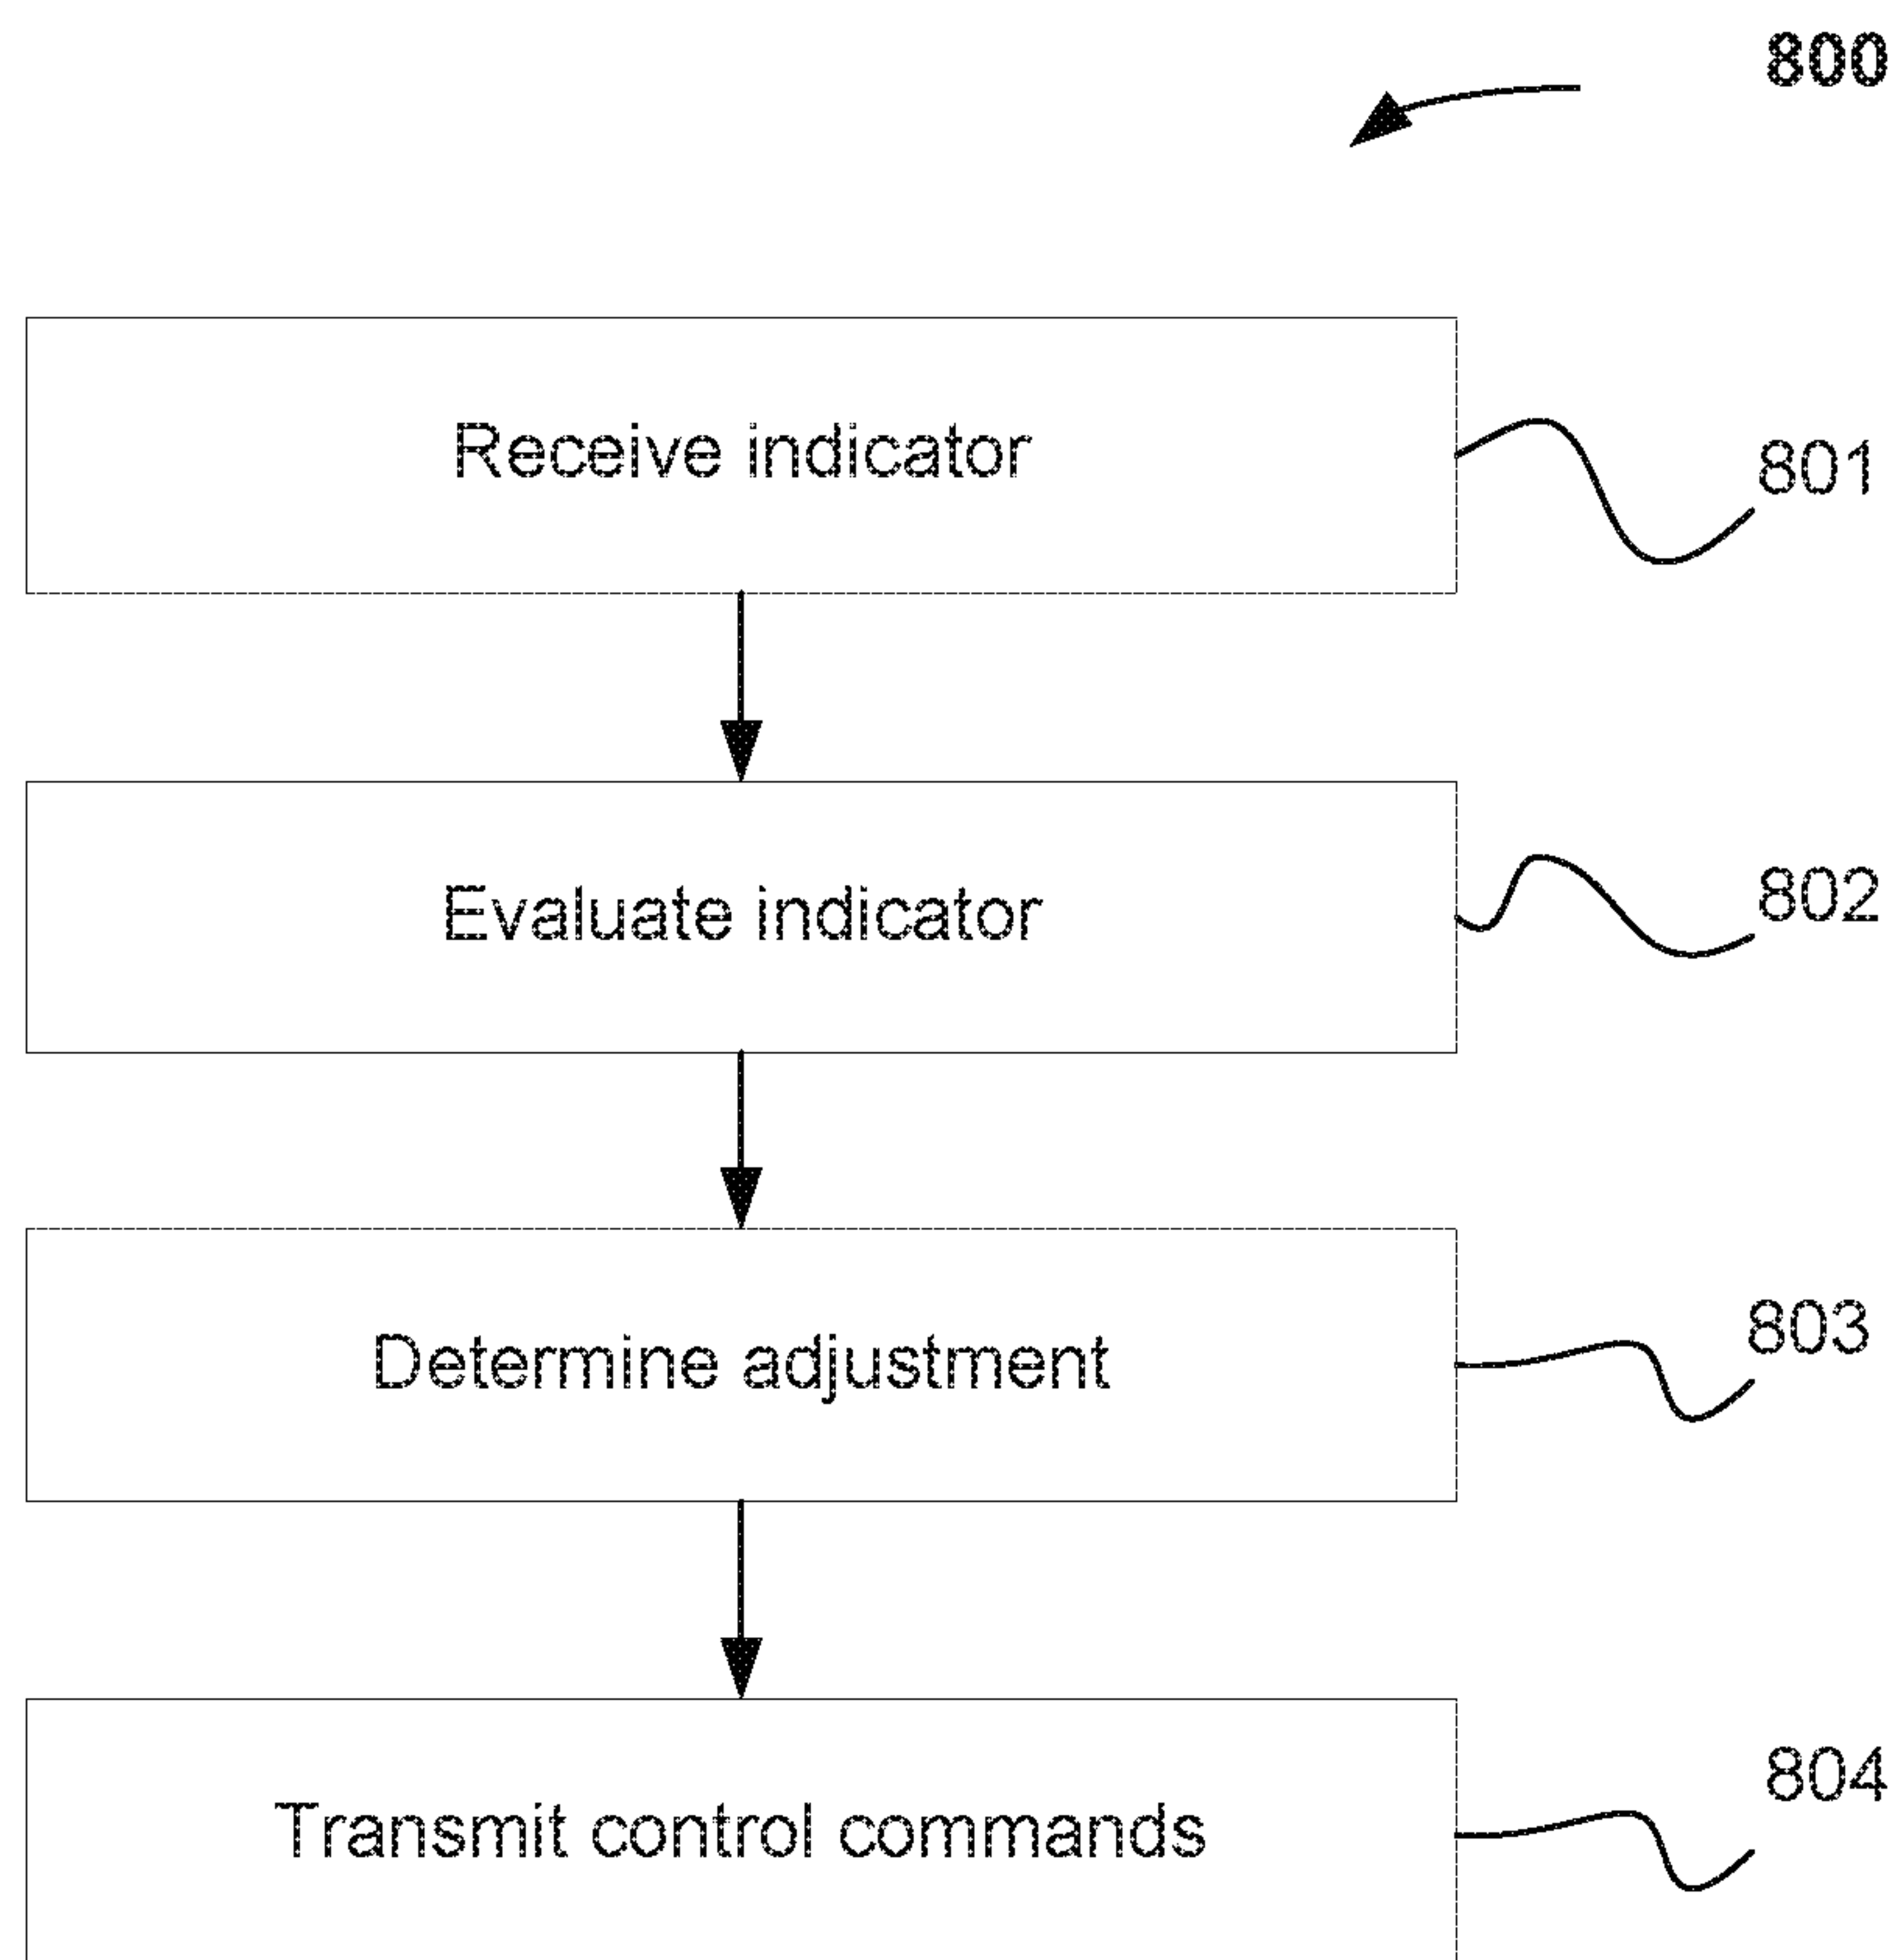 800
Receive indicator
801
Evaluate indicator
802
Determine adjustment
803
Transmit control commands
804